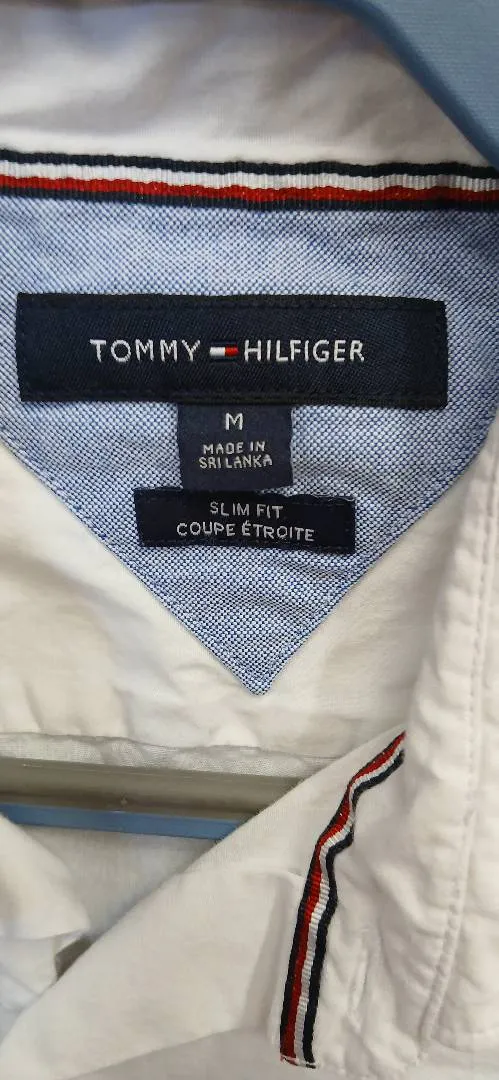 TOMMY HILFIGER
M
MADE IN
SRI LANKA
SLIM FIT
COUPE ÉTROITE